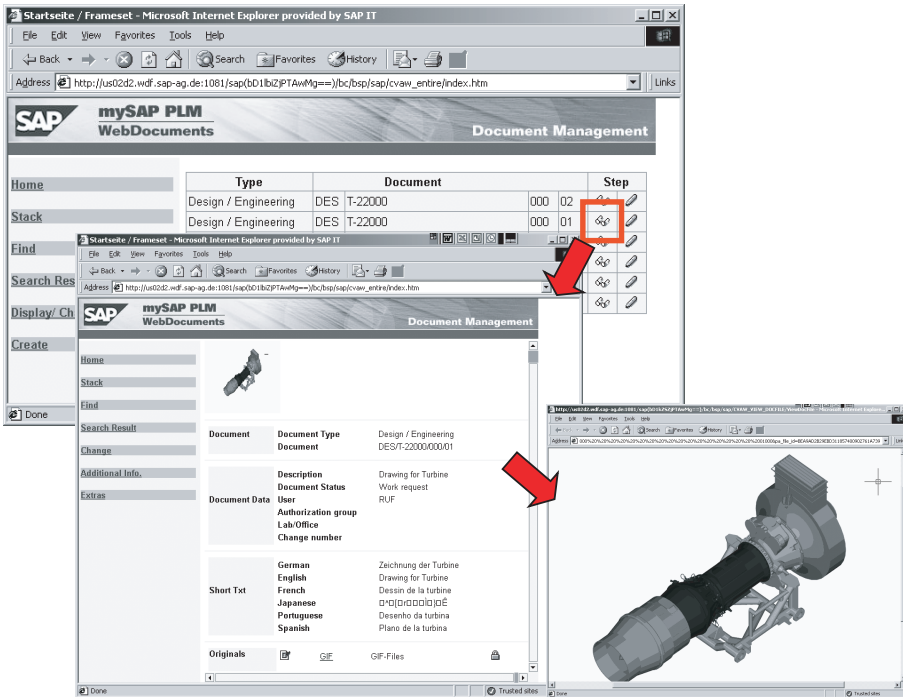 Startseite / Frameset - Microsoft Internet Explorer provided by SAP IT
File Edit View Favorites Tools Help
Back Search Favorites History
Address http://us02d2.wdf.sap-ag.de:1081/sap(bD1lbiZjPTAwMg==)/bc/bsp/sap/cvaw_entire/index.htm Links
SAP mySAP PLM
WebDocuments Document Management
Home
Stack
Find
Search Res
Display/ Ch
Create
Type Document Step
Design / Engineering DES T-22000 000 02
Design / Engineering DES T-22000 000 01
Done
Startseite / Frameset - Microsoft Internet Explorer provided by SAP IT
File Edit View Favorites Tools Help
Back Search Favorites History
Address http://us02d2.wdf.sap-ag.de:1081/sap(bD1lbiZjPTAwMg==)/bc/bsp/sap/cvaw_entire/index.htm
SAP mySAP PLM
WebDocuments Document Management
Home
Stack
Find
Search Result
Change
Additional Info.
Extras
Document Document Type Design / Engineering
Document DES/T-22000/000/01
Description Drawing for Turbine
Document Status Work request
Document Data User RUF
Authorization group
Lab/Office
Change number
German Zeichnung der Turbine
English Drawing for Turbine
Short Txt French Dessin de la turbine
Japanese
Portuguese Desenho da turbina
Spanish Plano de la turbina
Originals GIF GIF-Files
Done Trusted sites
File Edit View Favorites Tools Help
Search Favorites History
Address
Done Trusted sites